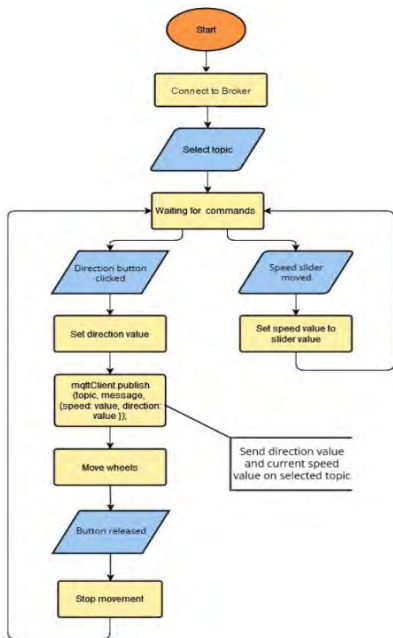 Start
Connect to Broker
Select topic
Waiting for commands
Direction button
clicked
Speed slider
moved
Set direction value
Set speed value to
slider value
mqttClient publish
(topic, message,
{speed: value, direction:
value });
Send direction value
and current speed
value on selected topic
Move wheels
Button released
Stop movement